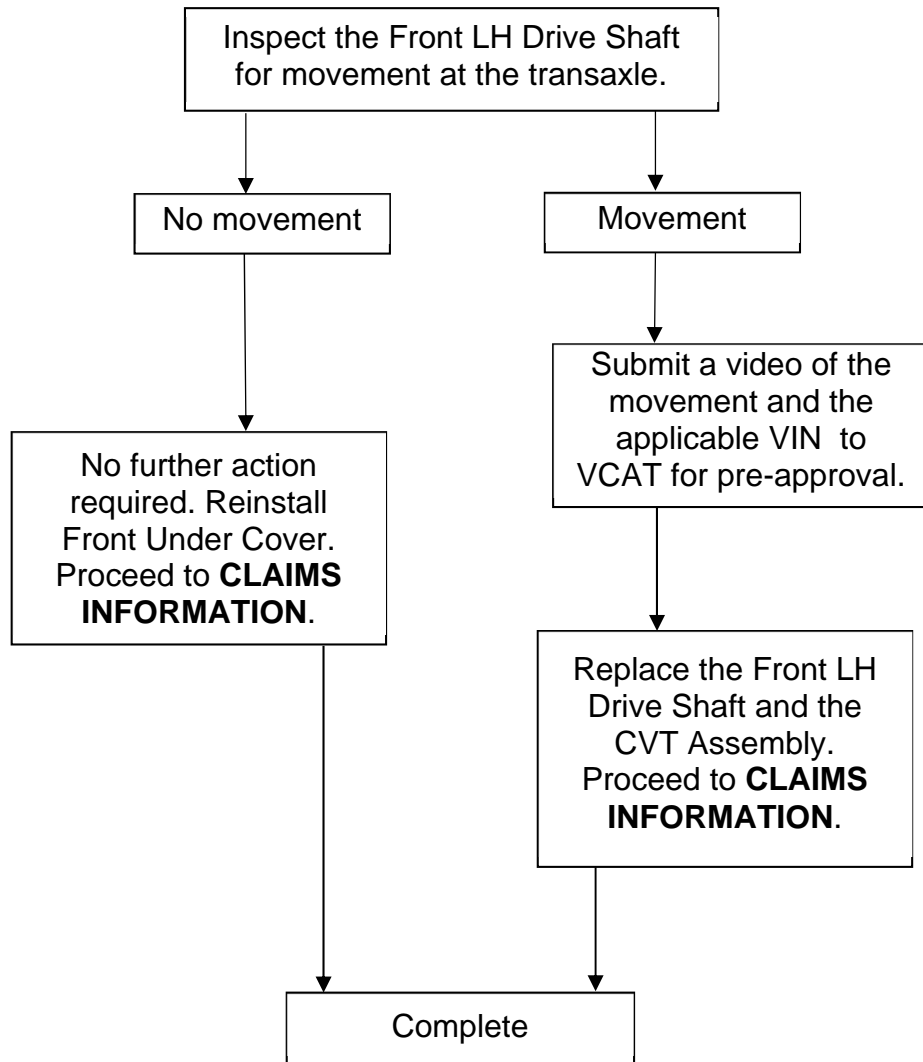 Inspect the Front LH Drive Shaft
for movement at the transaxle.
No movement
Movement
Submit a video of the
movement and the
applicable VIN  to
VCAT for pre-approval.
No further action
required. Reinstall
Front Under Cover.
Proceed to CLAIMS
INFORMATION.
Replace the Front LH
Drive Shaft and the
CVT Assembly.
Proceed to CLAIMS
INFORMATION.
Complete